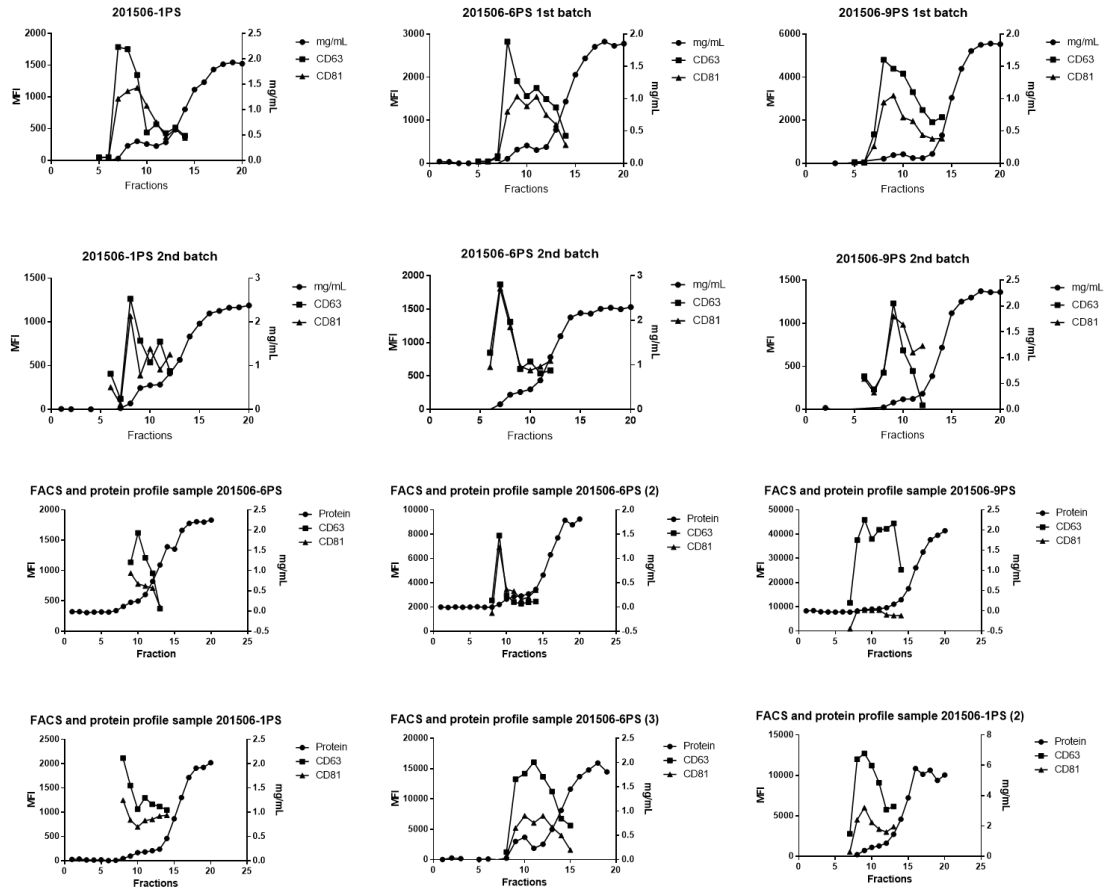 201506-1PS
2000
1500
1000
500
0
MFI
0
5
10
15
20
Fractions
2.5
2.0
1.5
1.0
0.5
0.0
mg/mL
mg/mL
CD63
CD81
201506-6PS 1st batch
3000
2000
1000
0
MFI
0
5
10
15
20
Fractions
2.0
1.5
1.0
0.5
0.0
mg/mL
mg/mL
CD63
CD81
201506-9PS 1st batch
6000
4000
2000
0
MFI
0
5
10
15
20
Fractions
2.0
1.5
1.0
0.5
0.0
mg/mL
mg/mL
CD63
CD81
201506-1PS 2nd batch
1500
1000
500
0
MFI
0
5
10
15
20
Fractions
3
2
1
0
mg/mL
mg/mL
CD63
CD81
201506-6PS 2nd batch
2000
1500
1000
500
0
MFI
0
5
10
15
20
Fractions
3
2
1
0
mg/mL
mg/mL
CD63
CD81
201506-9PS 2nd batch
1500
1000
500
0
MFI
0
5
10
15
20
Fractions
2.5
2.0
1.5
1.0
0.5
0.0
mg/mL
mg/mL
CD63
CD81
FACS and protein profile sample 201506-6PS
2000
1500
1000
500
0
MFI
0
5
10
15
20
25
Fraction
2.5
2.0
1.5
1.0
0.5
0.0
-0.5
mg/mL
Protein
CD63
CD81
FACS and protein profile sample 201506-6PS (2)
10000
8000
6000
4000
2000
0
MFI
0
5
10
15
20
25
Fraction
2.5
2.0
1.5
1.0
0.5
0.0
-0.5
mg/mL
Protein
CD63
CD81
FACS and protein profile sample 201506-9PS
50000
40000
30000
20000
10000
0
MFI
0
5
10
15
20
25
Fraction
2.5
2.0
1.5
1.0
0.5
0.0
-0.5
mg/mL
Protein
CD63
CD81
FACS and protein profile sample 201506-1PS
2500
2000
1500
1000
500
0
MFI
0
5
10
15
20
25
Fraction
2.5
2.0
1.5
1.0
0.5
0.0
mg/mL
Protein
CD63
CD81
FACS and protein profile sample 201506-6PS (3)
20000
15000
10000
5000
0
MFI
0
5
10
15
20
Fraction
2.5
2.0
1.5
1.0
0.5
0.0
mg/mL
Protein
CD63
CD81
FACS and protein profile sample 201506-1PS (2)
15000
10000
5000
0
MFI
0
5
10
15
20
25
Fraction
8
6
4
2
0
mg/mL
Protein
CD63
CD81